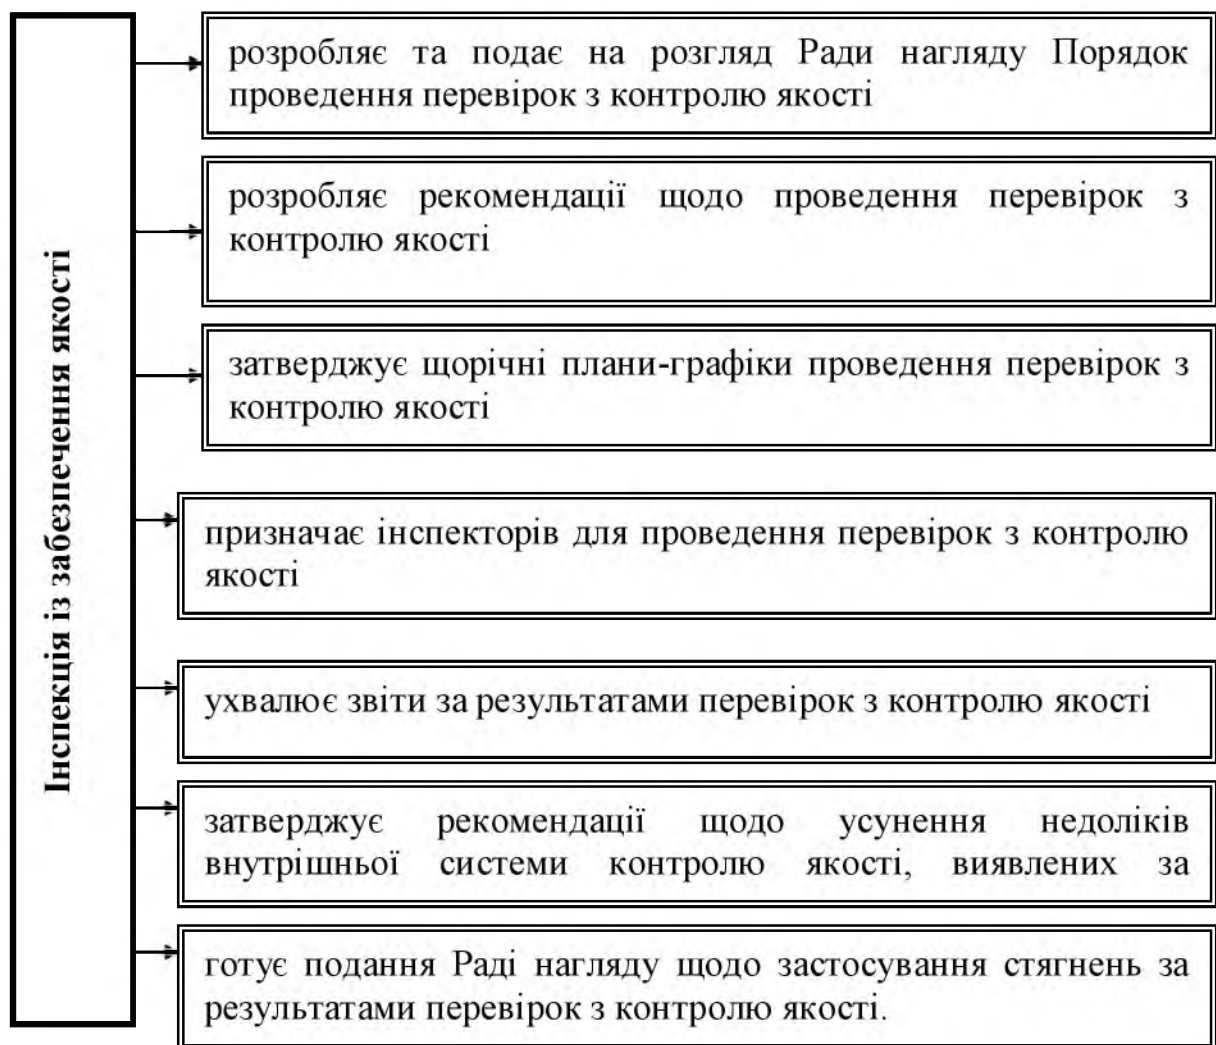 Інспекція із забезпечення якості
розробляє та подає на розгляд Ради нагляду Порядок
проведення перевірок з контролю якості
розробляє рекомендації щодо проведення перевірок з
контролю якості
затверджує щорічні плани-графіки проведення перевірок з
контролю якості
призначає інспекторів для проведення перевірок з контролю
якості
ухвалює звіти за результатами перевірок з контролю якості
затверджує рекомендації щодо усунення недоліків
внутрішньої системи контролю якості, виявлених за
готує подання Раді нагляду щодо застосування стягнень за
результатами перевірок з контролю якості.